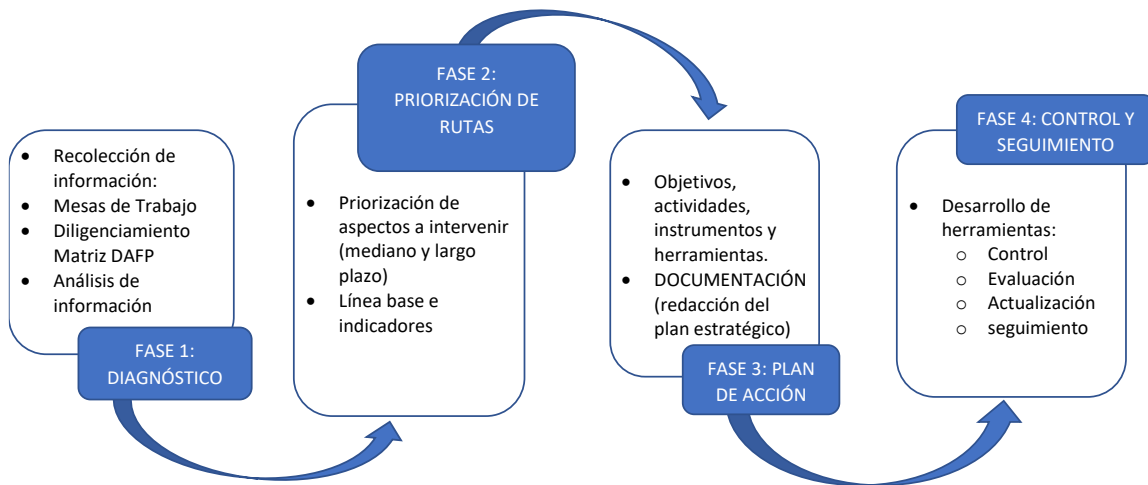 • Recolección de
información:
• Mesas de Trabajo
• Diligenciamiento
Matriz DAFP
• Análisis de
información
FASE 1:
DIAGNÓSTICO
FASE 2:
PRIORIZACIÓN DE
RUTAS
• Priorización de
aspectos a intervenir
(mediano y largo
plazo)
• Línea base e
indicadores
• Objetivos,
actividades,
instrumentos y
herramientas.
• DOCUMENTACIÓN
(redacción del
plan estratégico)
FASE 3: PLAN
DE ACCIÓN
FASE 4: CONTROL Y
SEGUIMIENTO
• Desarrollo de
herramientas:
o Control
o Evaluación
o Actualización
o seguimiento